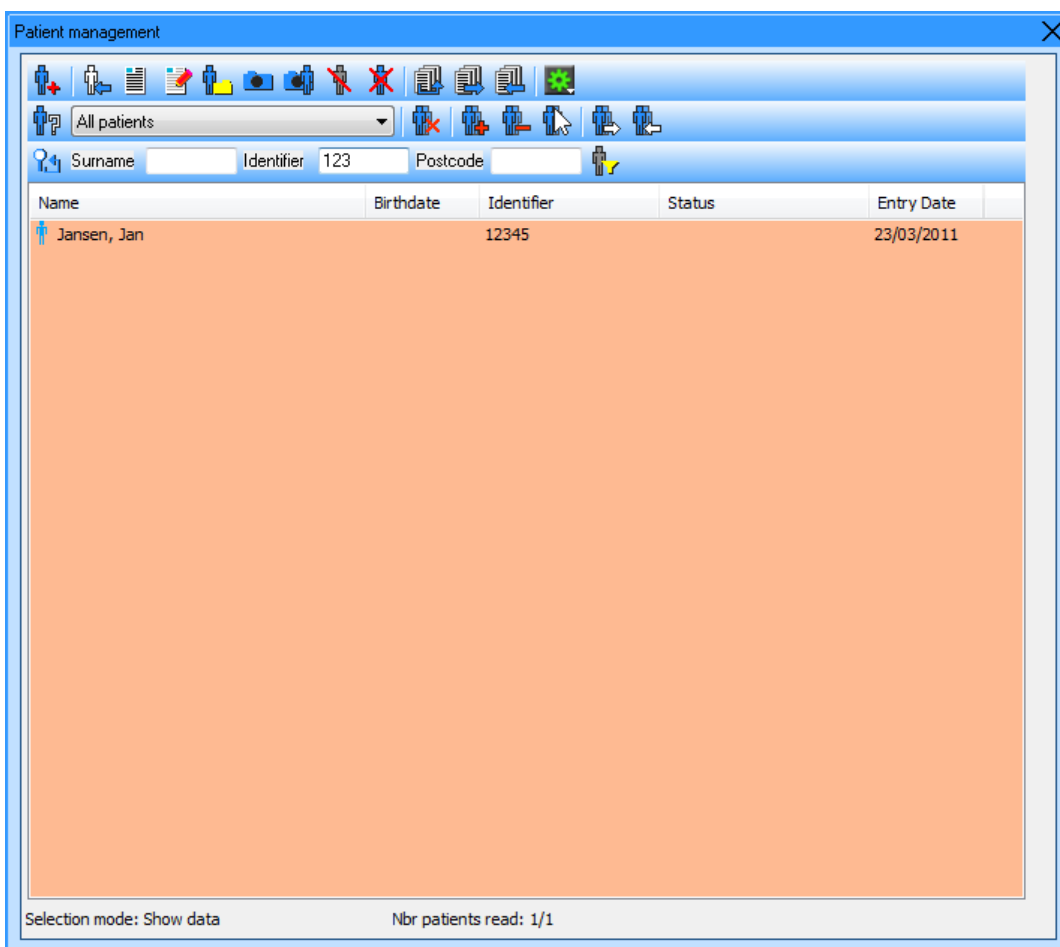 Patient management
All patients
Surname Identifier 123 Postcode
Name Birthdate Identifier Status Entry Date
Jansen, Jan 12345 23/03/2011
Selection mode: Show data Nbr patients read: 1/1